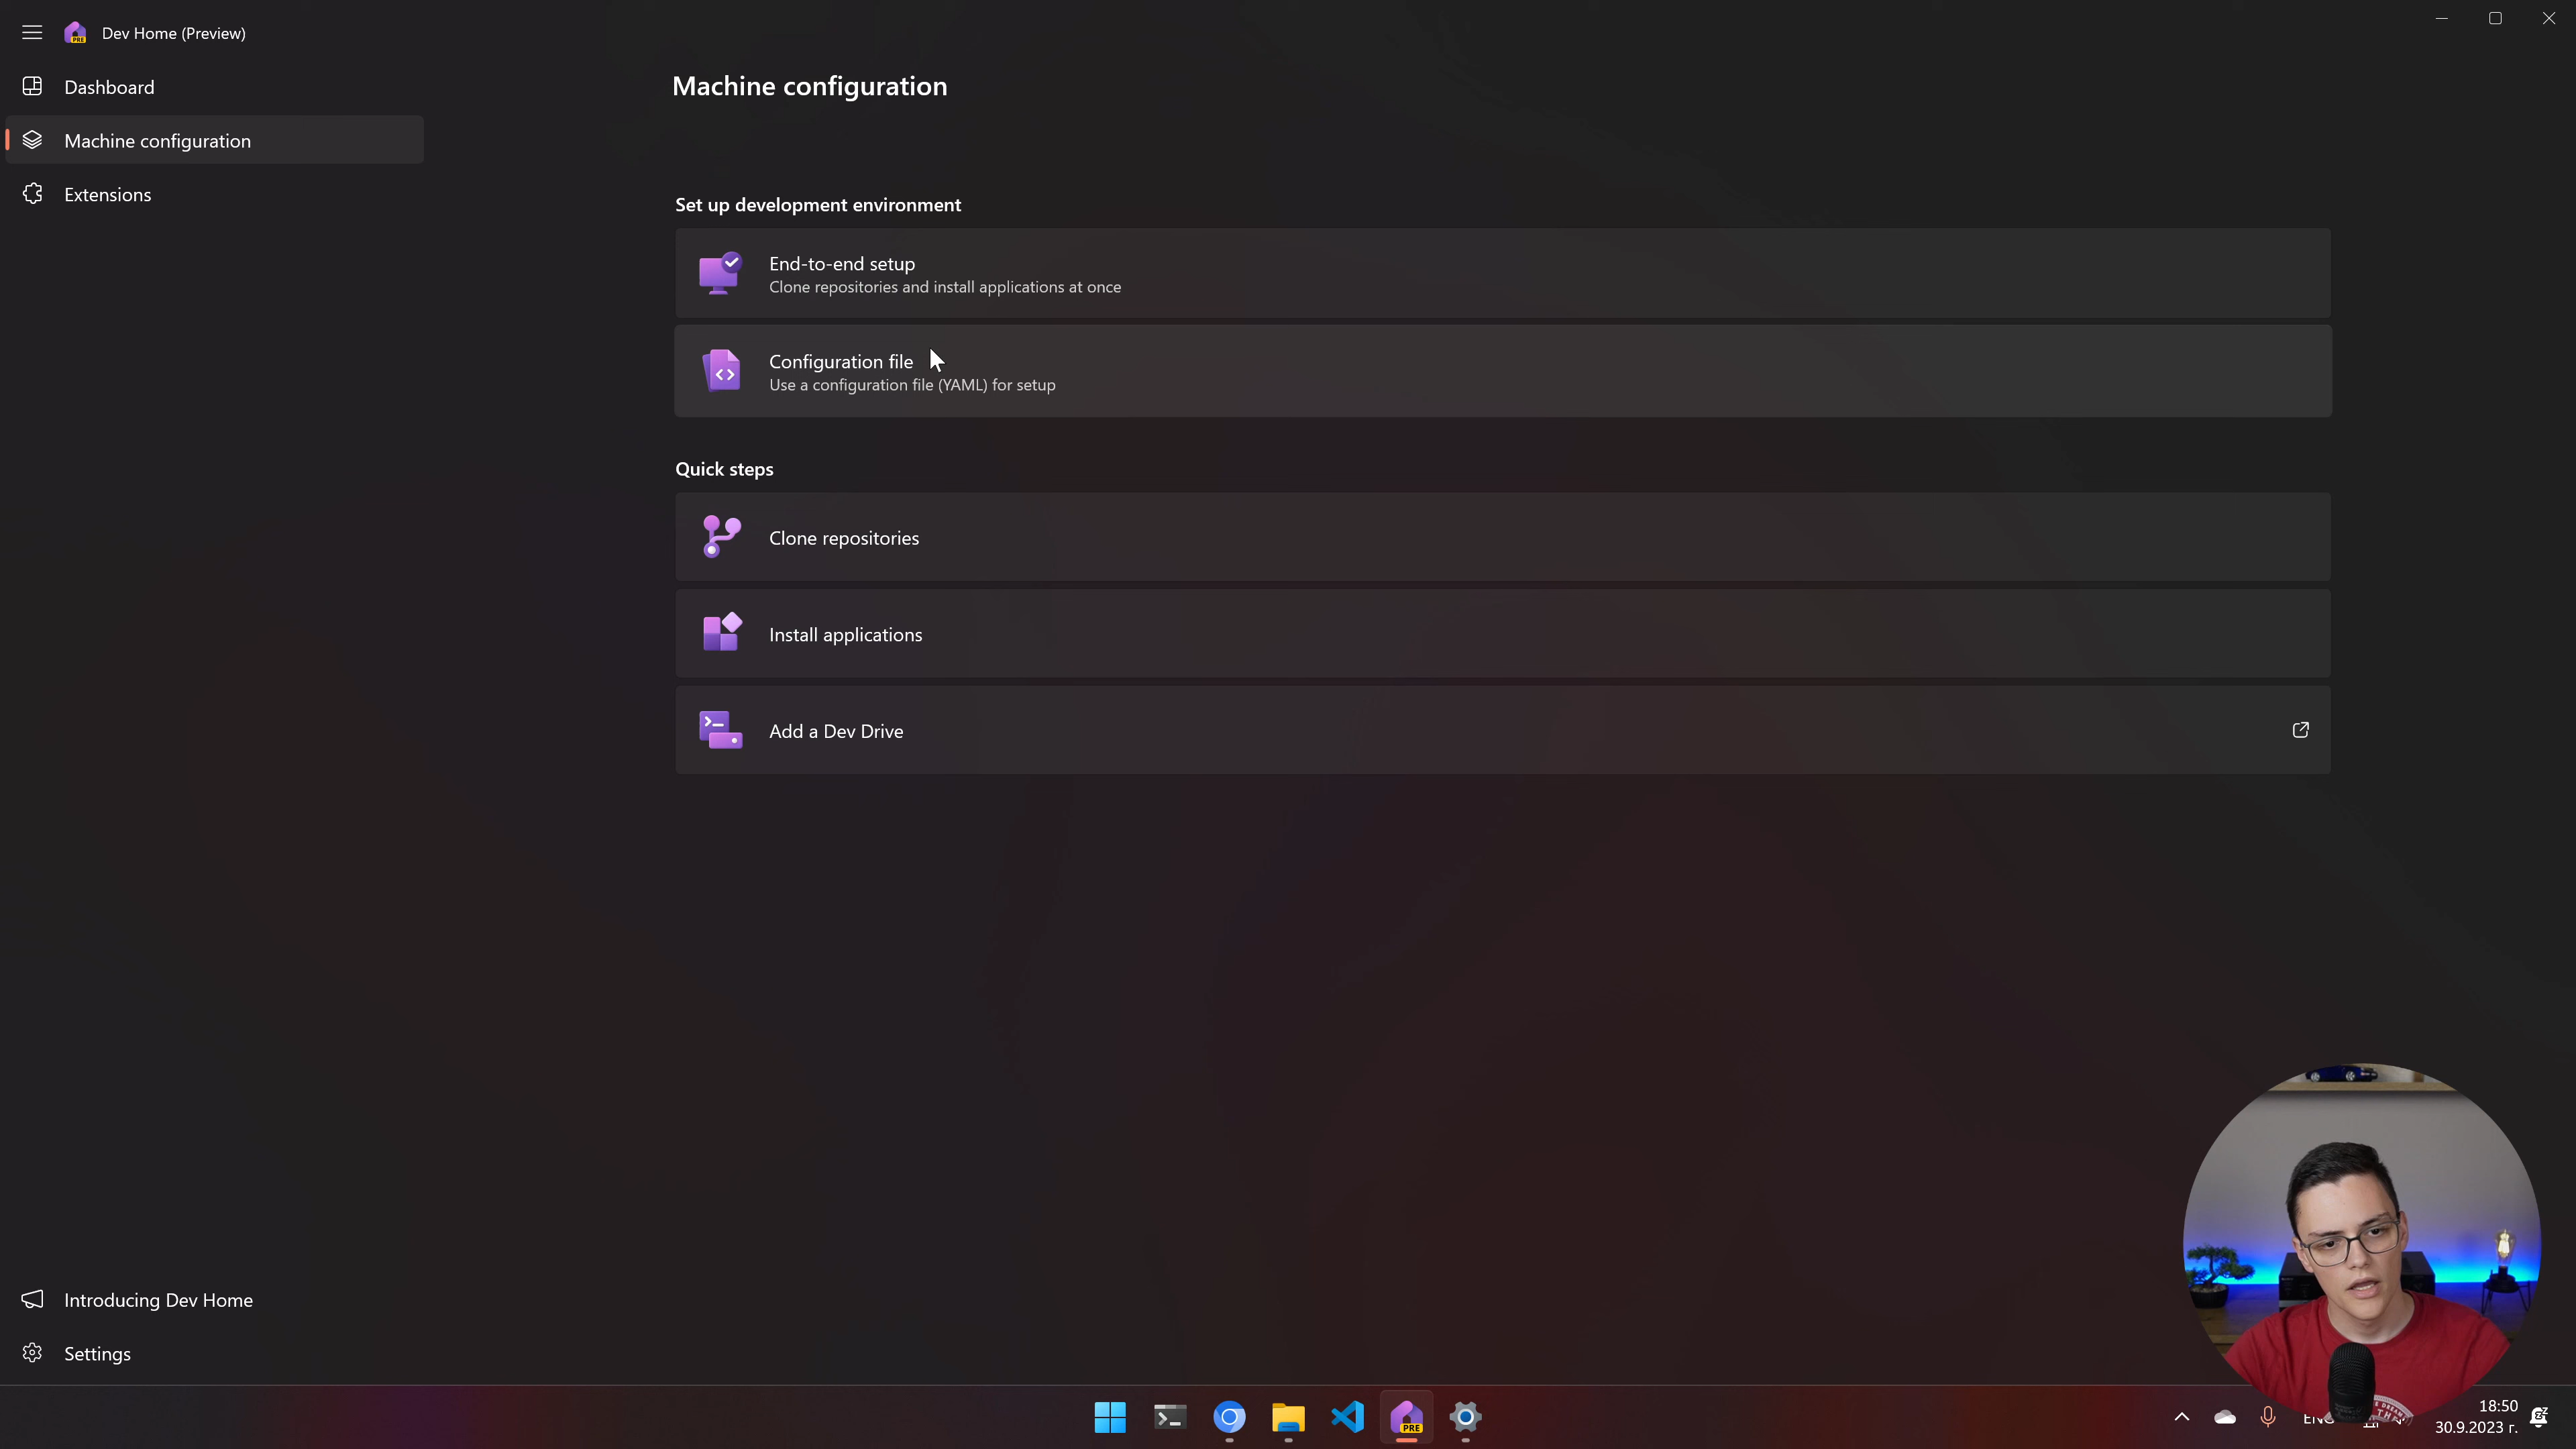 Dev Home (Preview)
Dashboard
Machine configuration
Extensions
Machine configuration
Set up development environment
End-to-end setup
Clone repositories and install applications at once
Configuration file
Use a configuration file (YAML) for setup
Quick steps
Clone repositories
Install applications
Add a Dev Drive
Introducing Dev Home
Settings
PRE
PRE
18:50
30.9.2023 г.